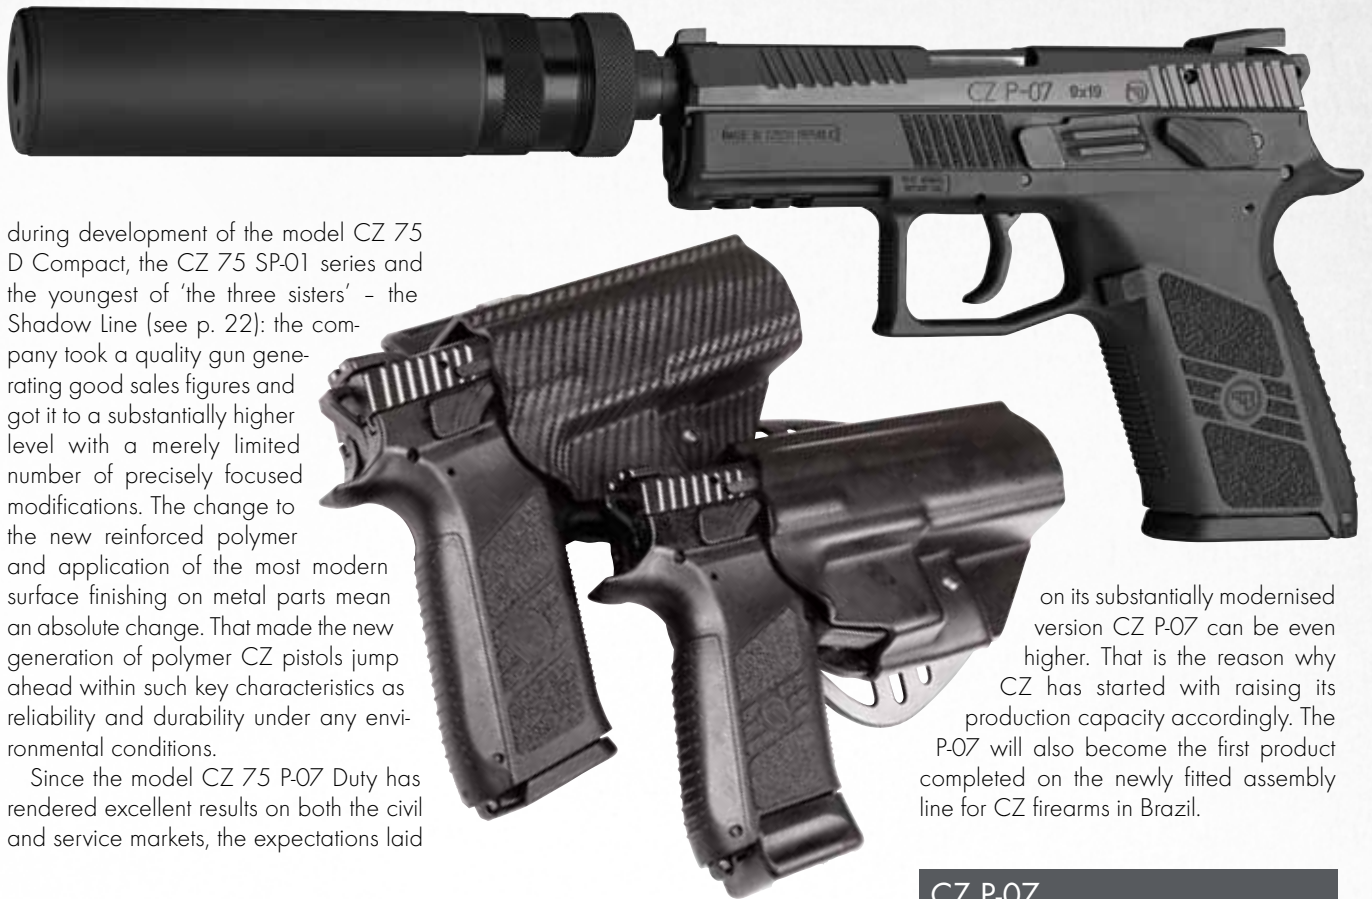 CZ P-07 9x19
MADE IN CZECH REPUBLIC
during development of the model CZ 75
D Compact, the CZ 75 SP-01 series and
the youngest of ‘the three sisters’ – the
Shadow Line (see p. 22): the com-
pany took a quality gun gene-
rating good sales figures and
got it to a substantially higher
level with a merely limited
number of precisely focused
modifications. The change to
the new reinforced polymer
and application of the most modern
surface finishing on metal parts mean
an absolute change. That made the new
generation of polymer CZ pistols jump
ahead within such key characteristics as
reliability and durability under any envi-
ronmental conditions.
Since the model CZ 75 P-07 Duty has
rendered excellent results on both the civil
and service markets, the expectations laid
on its substantially modernised
version CZ P-07 can be even
higher. That is the reason why
CZ has started with raising its
production capacity accordingly. The
P-07 will also become the first product
completed on the newly fitted assembly
line for CZ firearms in Brazil.
CZ P-07